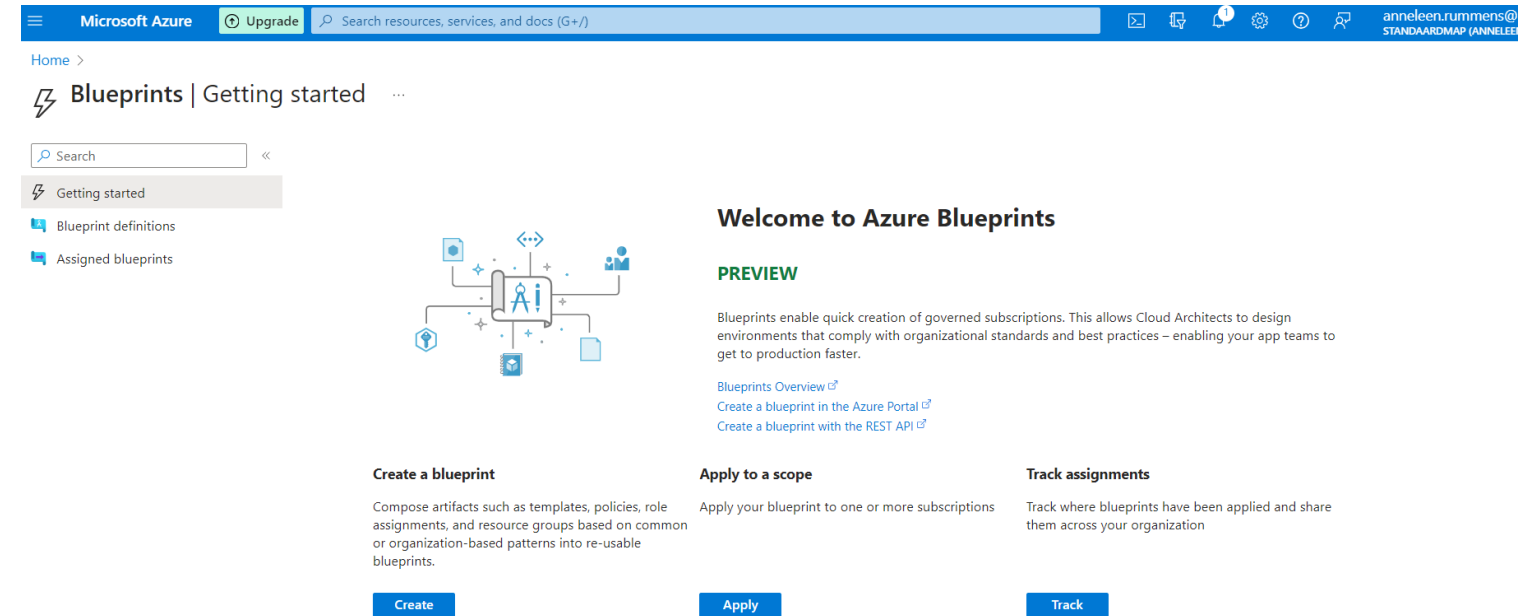 Microsoft Azure
Upgrade
Search resources, services, and docs (G+/)
1
anneleen.rummens@
STANDAARDMAP (ANNELEE
Home >
Blueprints | Getting started ...
Search
«
Getting started
Blueprint definitions
Assigned blueprints
Welcome to Azure Blueprints
PREVIEW
Blueprints enable quick creation of governed subscriptions. This allows Cloud Architects to design
environments that comply with organizational standards and best practices – enabling your app teams to
get to production faster.
Blueprints Overview
Create a blueprint in the Azure Portal
Create a blueprint with the REST API
Create a blueprint
Compose artifacts such as templates, policies, role
assignments, and resource groups based on common
or organization-based patterns into re-usable
blueprints.
Create
Apply to a scope
Apply your blueprint to one or more subscriptions
Apply
Track assignments
Track where blueprints have been applied and share
them across your organization
Track